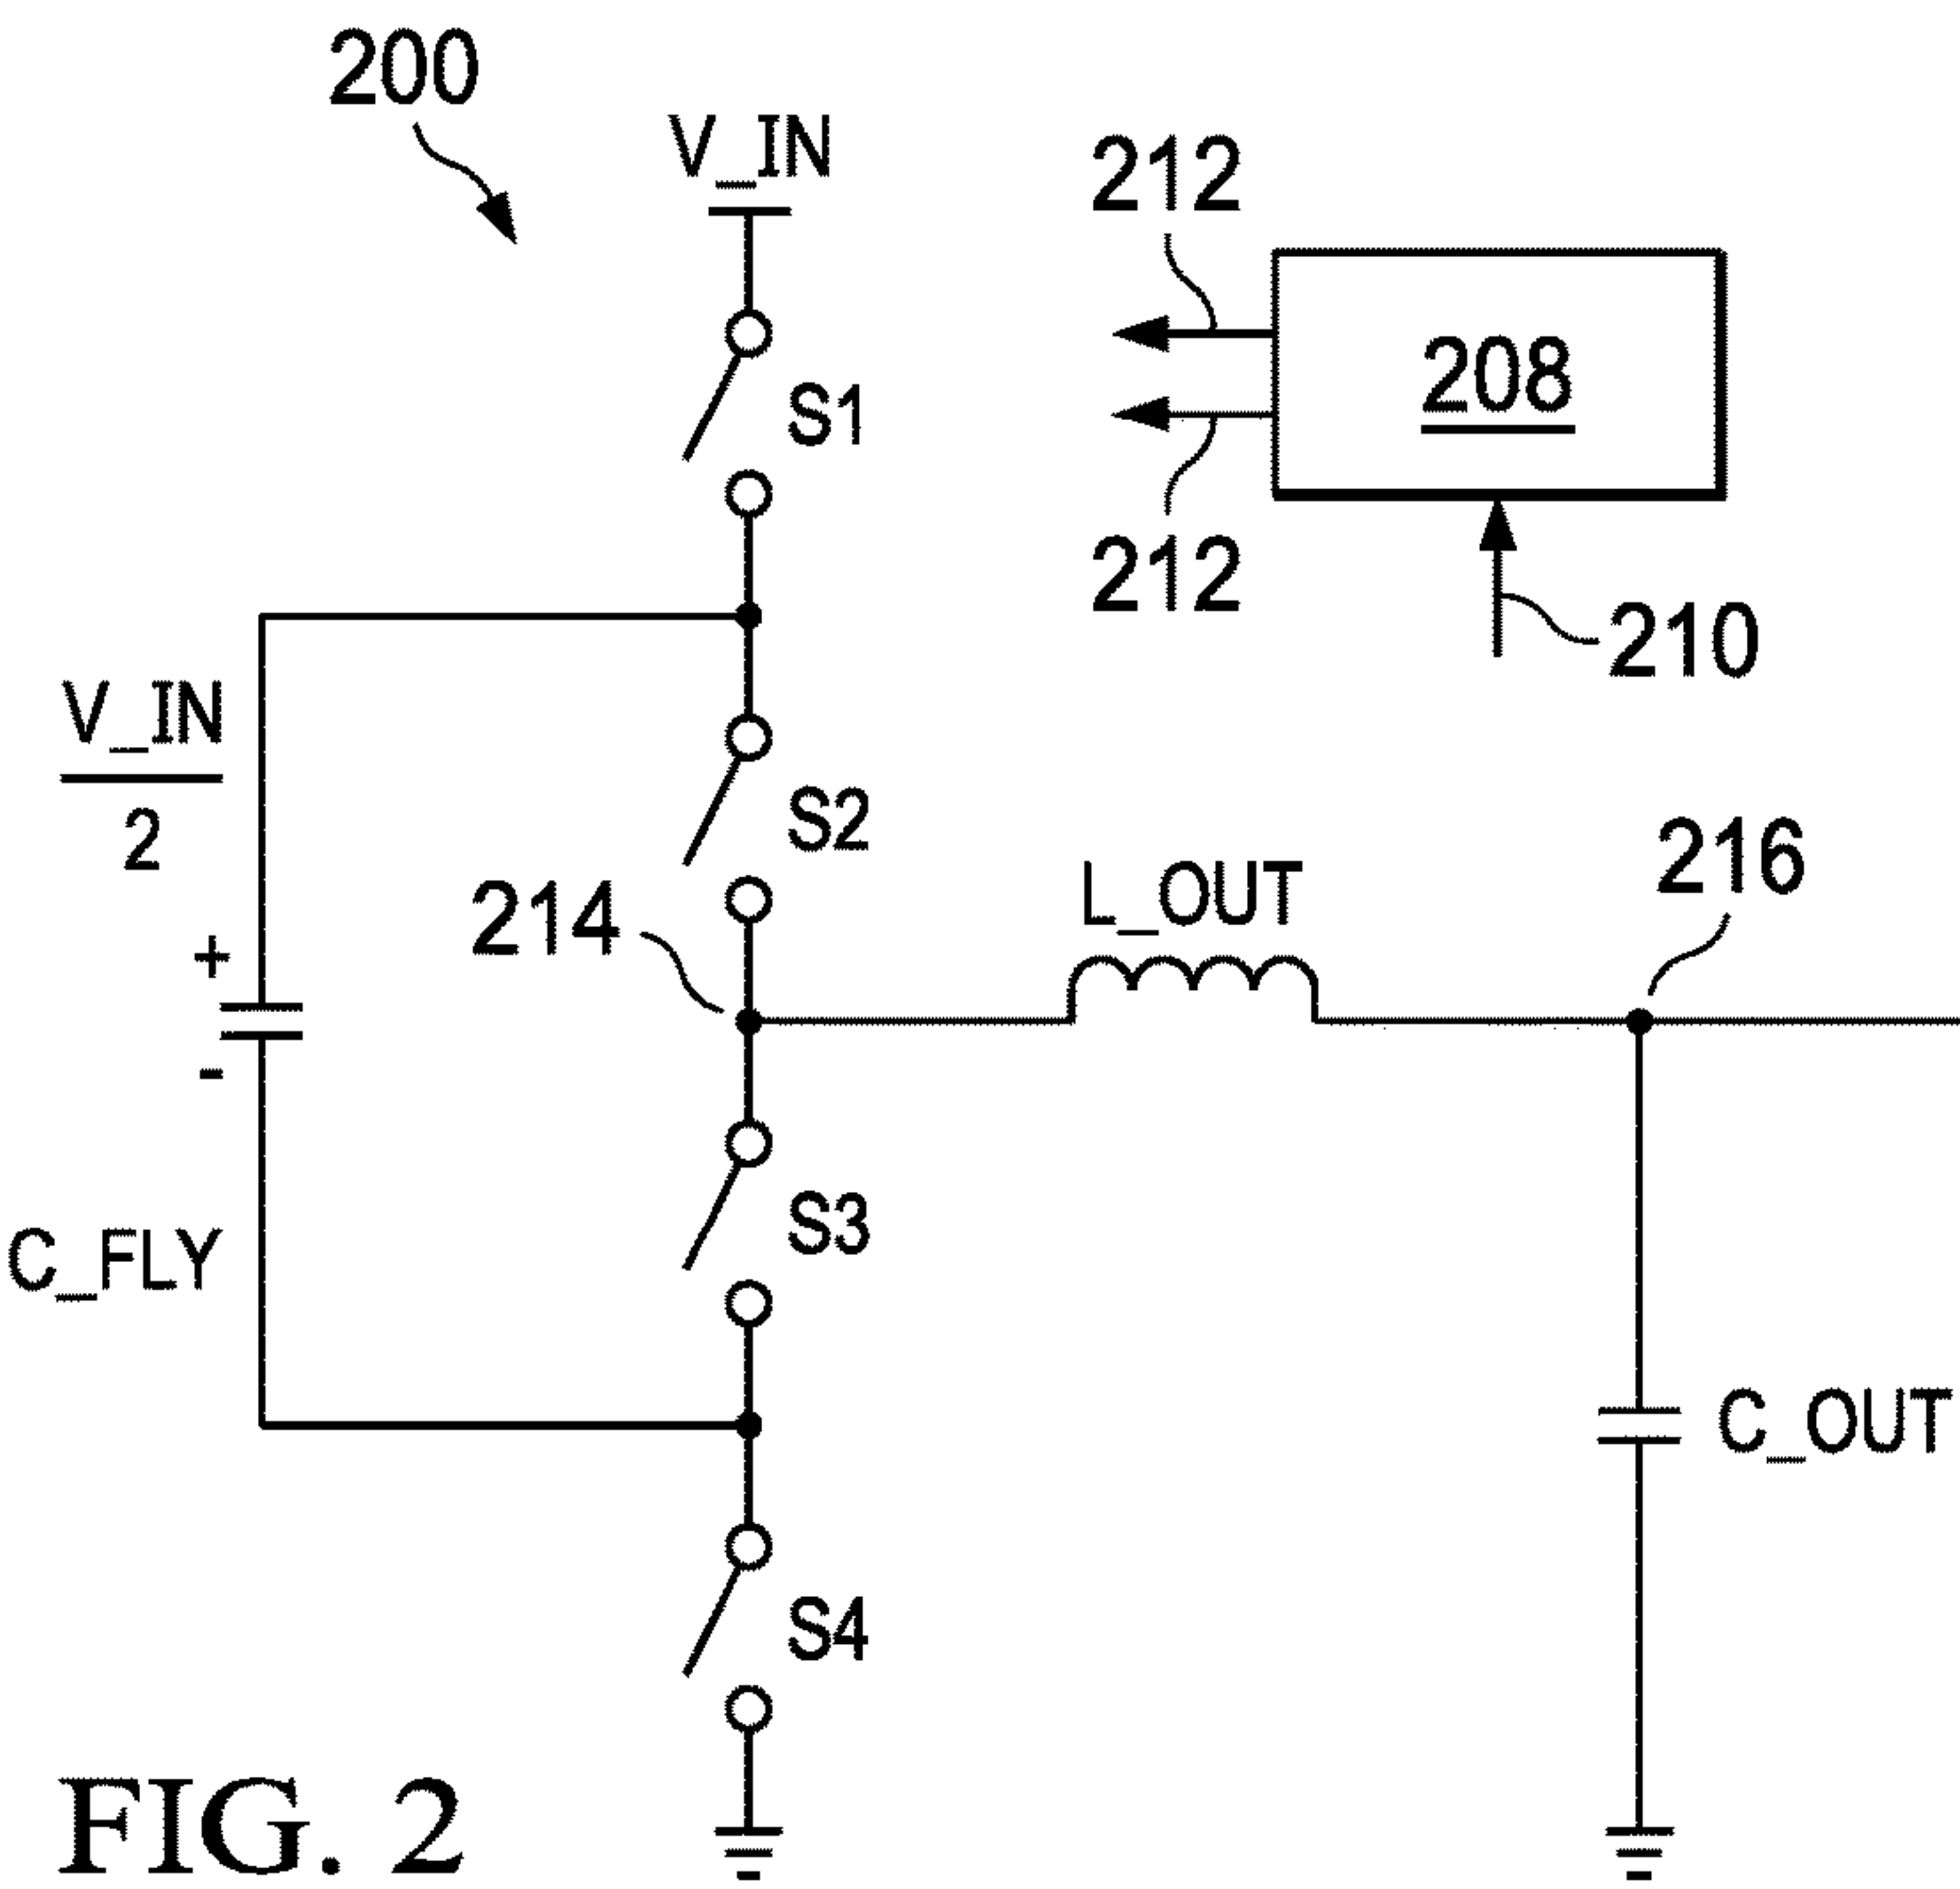 200
V_IN
212
208
S1
212
210
V_IN
2
S2
+
214
L_OUT
216
-
S3
C_FLY
C_OUT
S4
FIG. 2